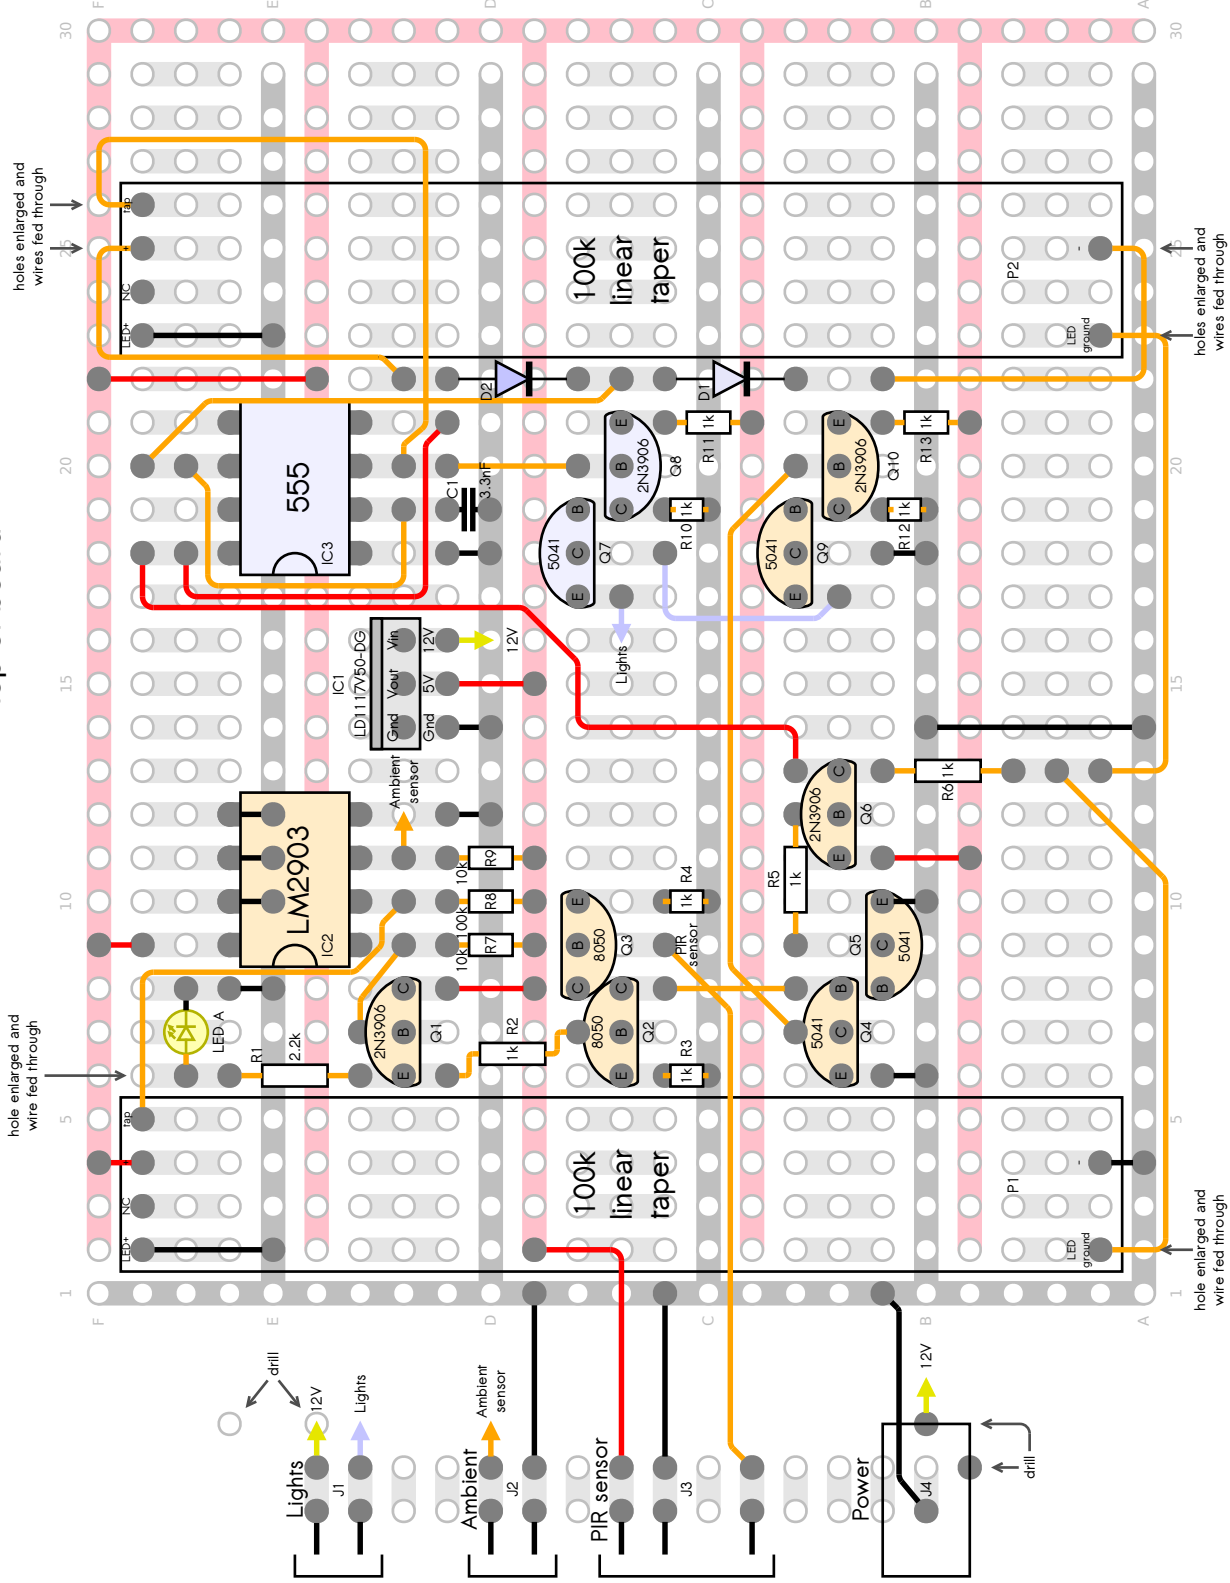 F
E
D
C
B
A
30
30
holes enlarged and
wires fed through
tap
+
NC
LED+
25
25
100k
linear
taper
P2
-
LED
ground
holes enlarged and
wires fed through
D2
D1
555
IC3
C1
3.3nF
20
20
2N3906
E
B
C
Q8
R11
1k
R10
1k
5041
B
C
E
Q7
2N3906
E
B
C
Q10
R13
1k
R12
1k
5041
B
C
E
Q9
Lights
IC1
LD1117V50-DG
Vin
Vout
Gnd
12V
5V
Gnd
12V
15
15
Ambient
sensor
LM2903
IC2
10k
R9
100k
R8
10k
R7
8050
E
B
C
Q3
R4
1k
PIR
sensor
R5
1k
2N3906
C
B
E
Q6
R6
1k
5041
E
C
B
Q5
10
10
LED A
R1
2.2k
2N3906
C
B
E
Q1
R2
1k
8050
C
B
E
Q2
R3
1k
5041
B
C
E
Q4
hole enlarged and
wire fed through
tap
NC
LED+
5
5
100k
linear
taper
P1
-
LED
ground
hole enlarged and
wire fed through
1
1
F
E
D
C
B
A
drill
12V
Lights
Lights
J1
Ambient
sensor
Ambient
J2
PIR sensor
J3
12V
Power
J4
drill